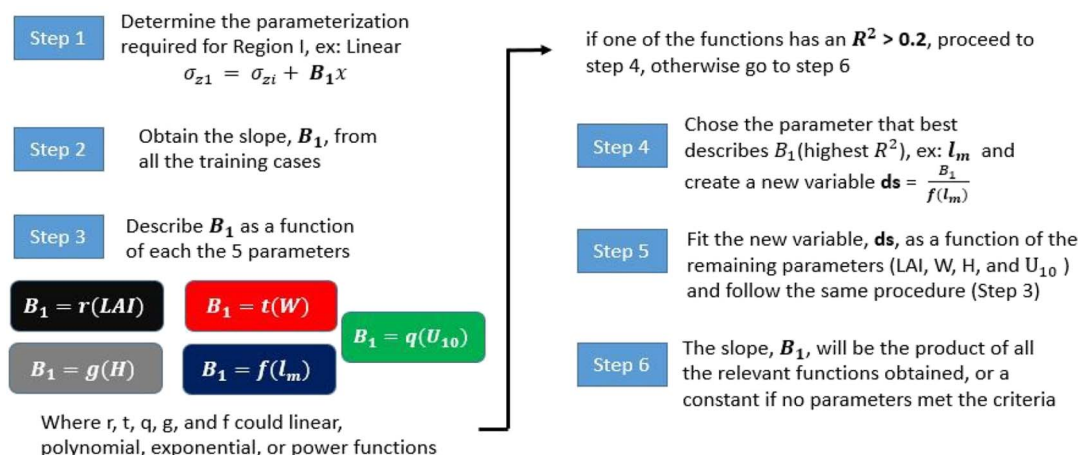 Step 1
Determine the parameterization
required for Region I, ex: Linear
σz1 = σzi + B1x
Step 2
Obtain the slope, B1, from
all the training cases
Step 3
Describe B1 as a function
of each the 5 parameters
B1 = r(LAI)
B1 = t(W)
B1 = q(U10)
B1 = g(H)
B1 = f(lm)
Where r, t, q, g, and f could linear,
polynomial, exponential, or power functions
if one of the functions has an R² > 0.2, proceed to
step 4, otherwise go to step 6
Step 4
Chose the parameter that best
describes B1(highest R²), ex: lm and
create a new variable ds = B1/f(lm)
Step 5
Fit the new variable, ds, as a function of the
remaining parameters (LAI, W, H, and U10 )
and follow the same procedure (Step 3)
Step 6
The slope, B1, will be the product of all
the relevant functions obtained, or a
constant if no parameters met the criteria